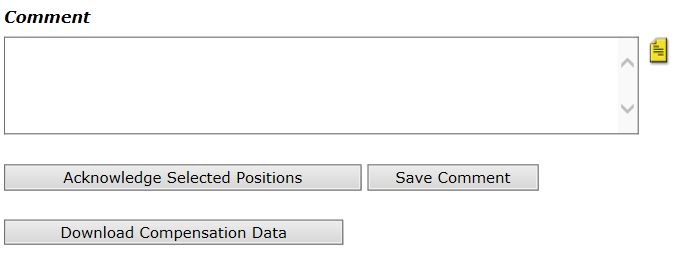 Comment
Acknowledge Selected Positions Save Comment
Download Compensation Data